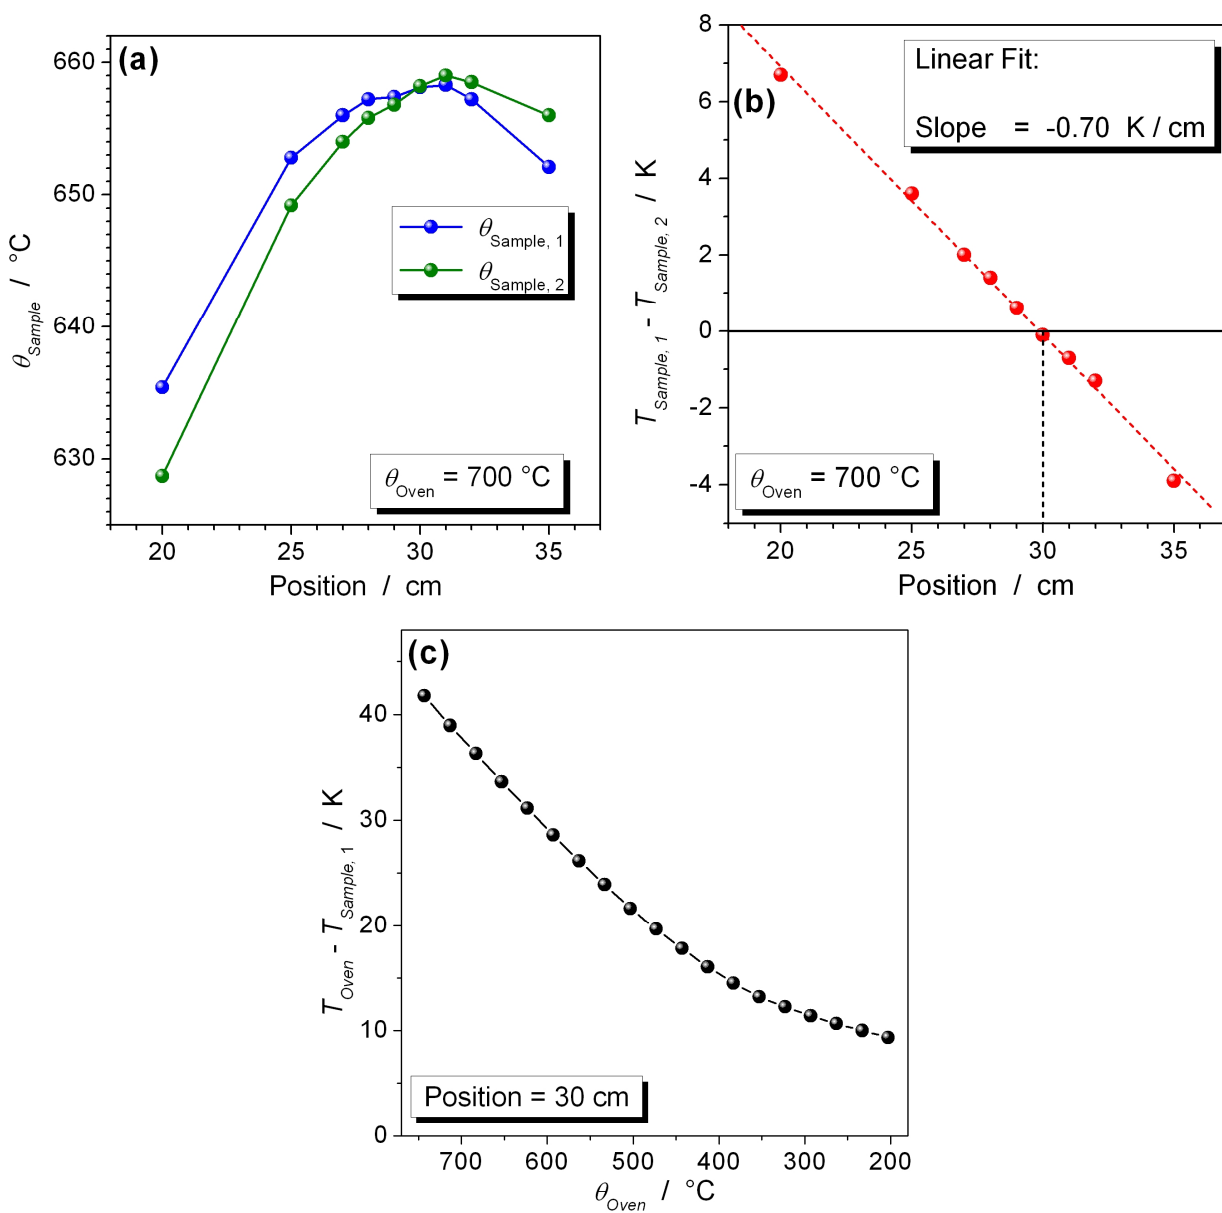 (a)
660
650
640
630
θSample / °C
θSample, 1
θSample, 2
θOven = 700 °C
20 25 30 35
Position / cm
(b)
8
6
4
2
0
-2
-4
TSample, 1 - TSample, 2 / K
Linear Fit:
Slope = -0.70 K / cm
θOven = 700 °C
20 25 30 35
Position / cm
(c)
40
30
20
10
0
TOven - TSample, 1 / K
Position = 30 cm
700 600 500 400 300 200
θOven / °C